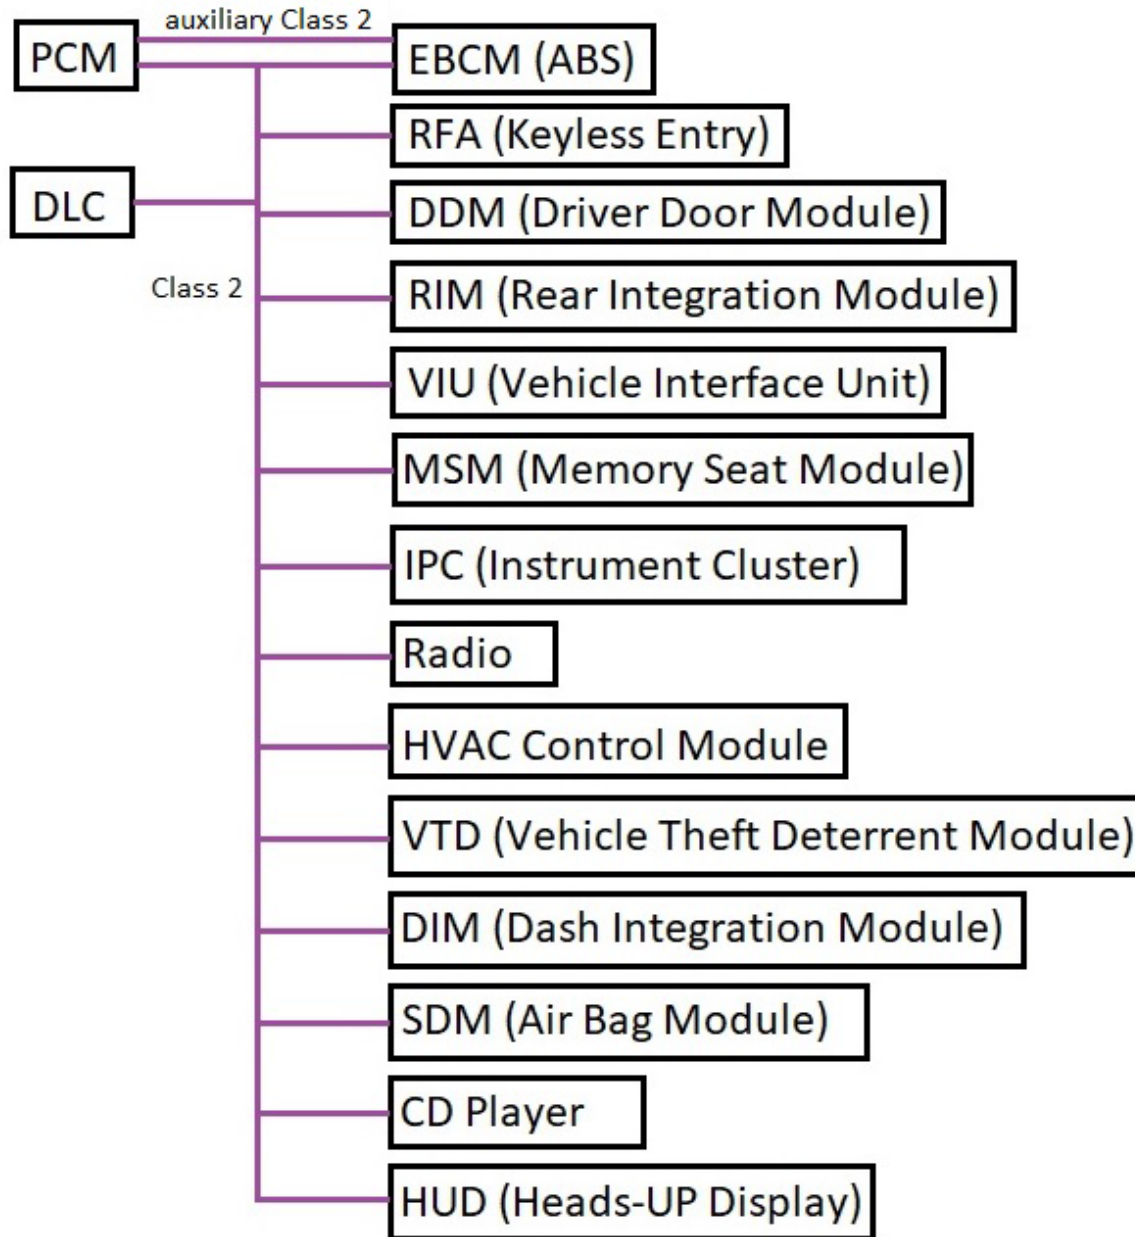 auxiliary Class 2
PCM
EBCM (ABS)
RFA (Keyless Entry)
DLC
DDM (Driver Door Module)
Class 2
RIM (Rear Integration Module)
VIU (Vehicle Interface Unit)
MSM (Memory Seat Module)
IPC (Instrument Cluster)
Radio
HVAC Control Module
VTD (Vehicle Theft Deterrent Module)
DIM (Dash Integration Module)
SDM (Air Bag Module)
CD Player
HUD (Heads-UP Display)